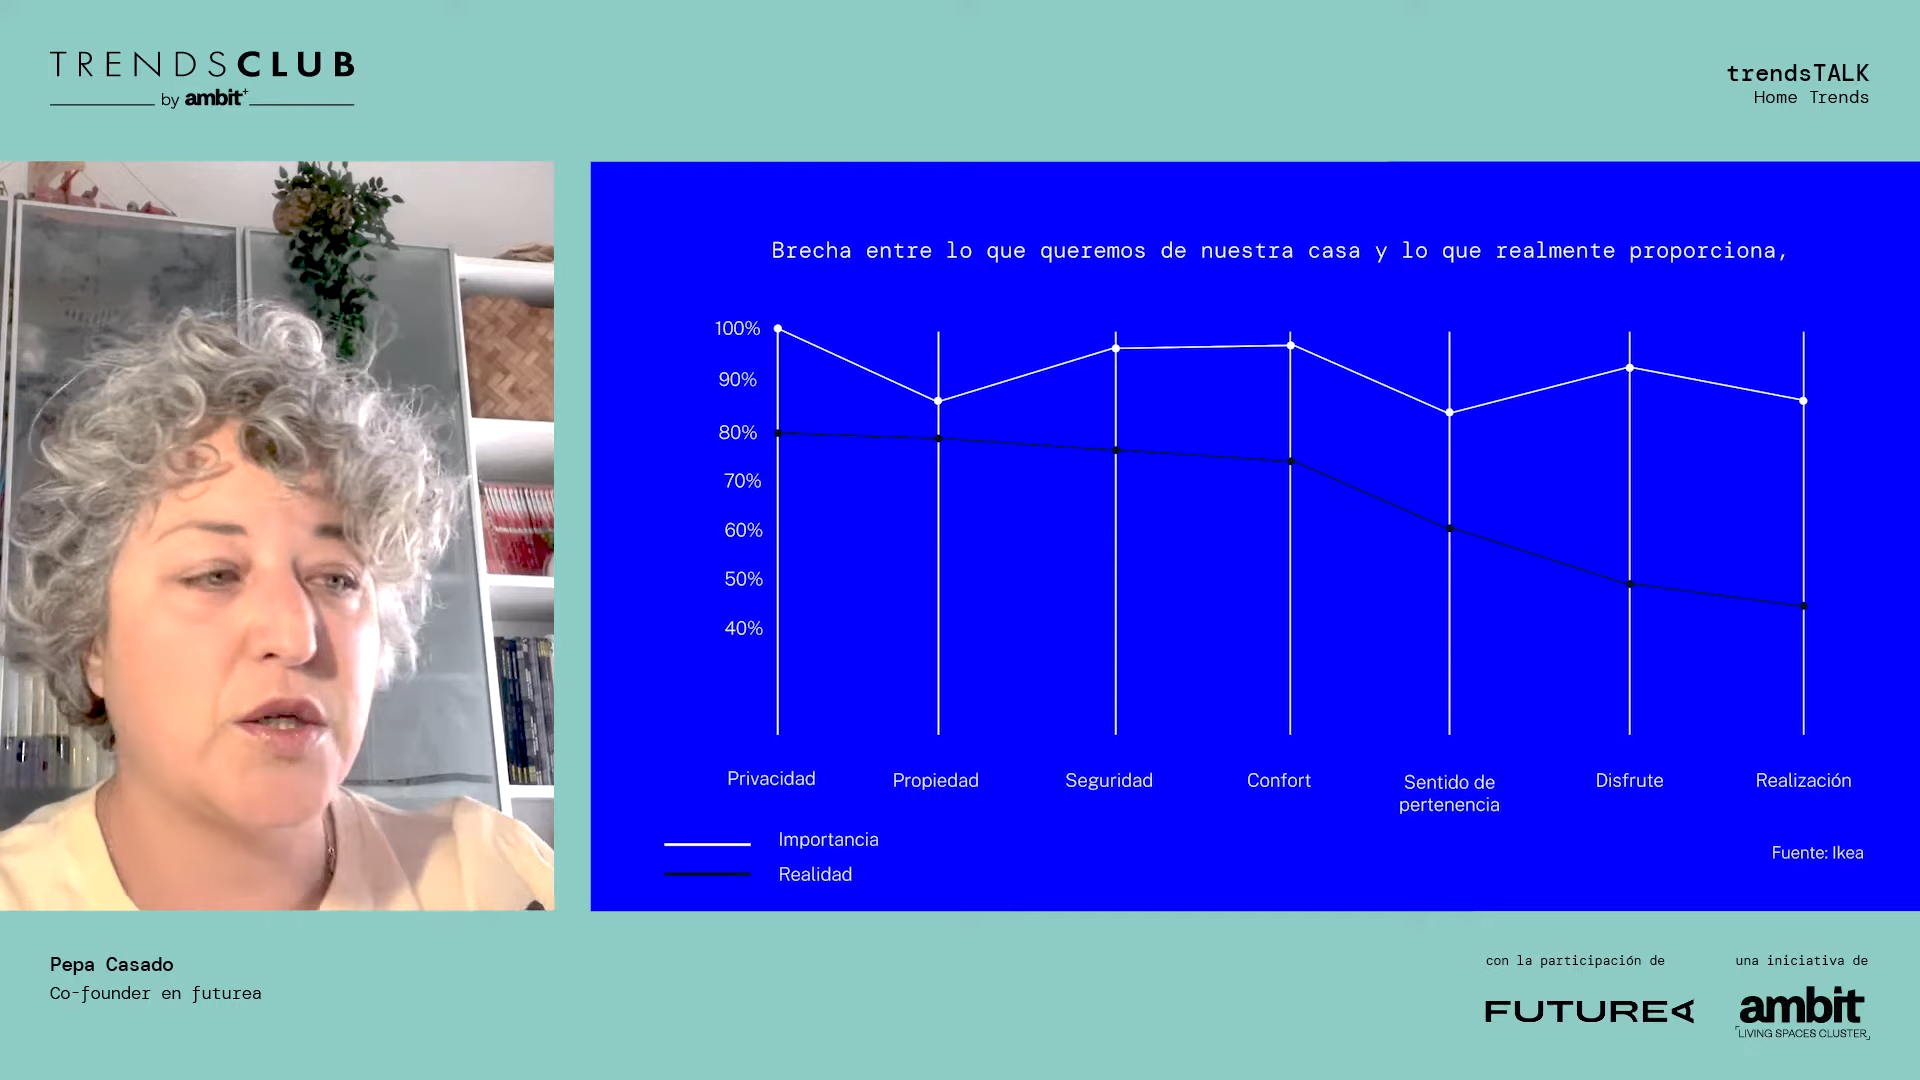 TRENDSCLUB
by ambit+
trendsTALK
Home Trends
Brecha entre lo que queremos de nuestra casa y lo que realmente proporciona,
100%
90%
80%
70%
60%
50%
40%
Privacidad
Propiedad
Seguridad
Confort
Sentido de
pertenencia
Disfrute
Realización
Importancia
Realidad
Fuente: Ikea
Pepa Casado
Co-founder en futurea
con la participación de
FUTUREA
una iniciativa de
ambit
LIVING SPACES CLUSTER